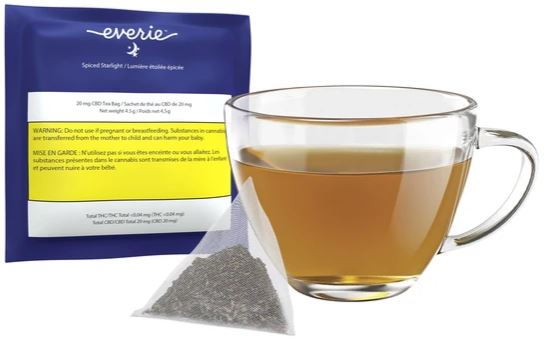 everie™
Spiced Starlight / Lumière étoilée épicée
20 mg CBD Tea Bag / Sachet de thé au CBD de 20 mg
Net weight 4.5g / Poids net 4,5g
WARNING: Do not use if pregnant or breastfeeding. Substances in cannabis
are transferred from the mother to child and can harm your baby.
MISE EN GARDE : N'utilisez pas si vous êtes enceinte ou vous allaitez. Les
substances présentes dans le cannabis sont transmises de la mère à l'enfant
et peuvent nuire à votre bébé.
Total THC/THC Total <0.04 mg (THC <0.04 mg)
Total CBD/CBD Total 20 mg (CBD 20 mg)